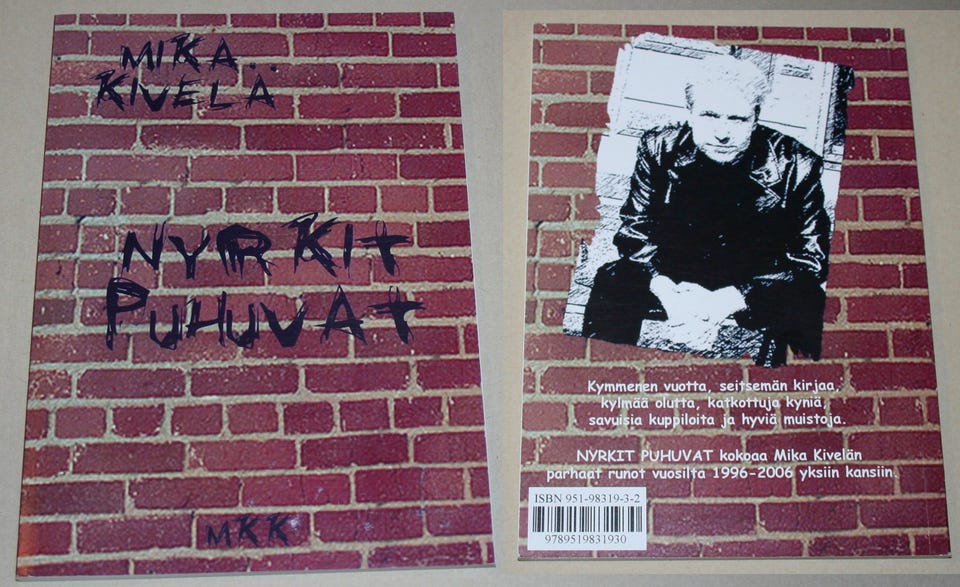 MIKA
KIVELÄ
NYRKIT
PUHUVAT
MKK
Kymmenen vuotta, seitsemän kirjaa,
kylmää olutta, katkottuja kyniä,
savuisia kuppiloita ja hyviä muistoja.
NYRKIT PUHUVAT kokoaa Mika Kivelän
parhaat runot vuosilta 1996-2006 yksiin kansiin.
ISBN 951-98319-3-2
9789519831930